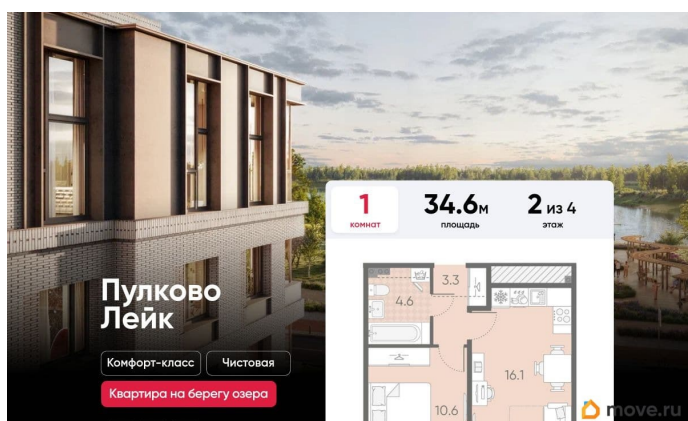 1
комнат
34.6м
площадь
2 из 4
этаж
Пулково
Лейк
Комфорт-класс
Чистовая
Квартира на берегу озера
3.3
4.6
16.1
10.6
move.ru